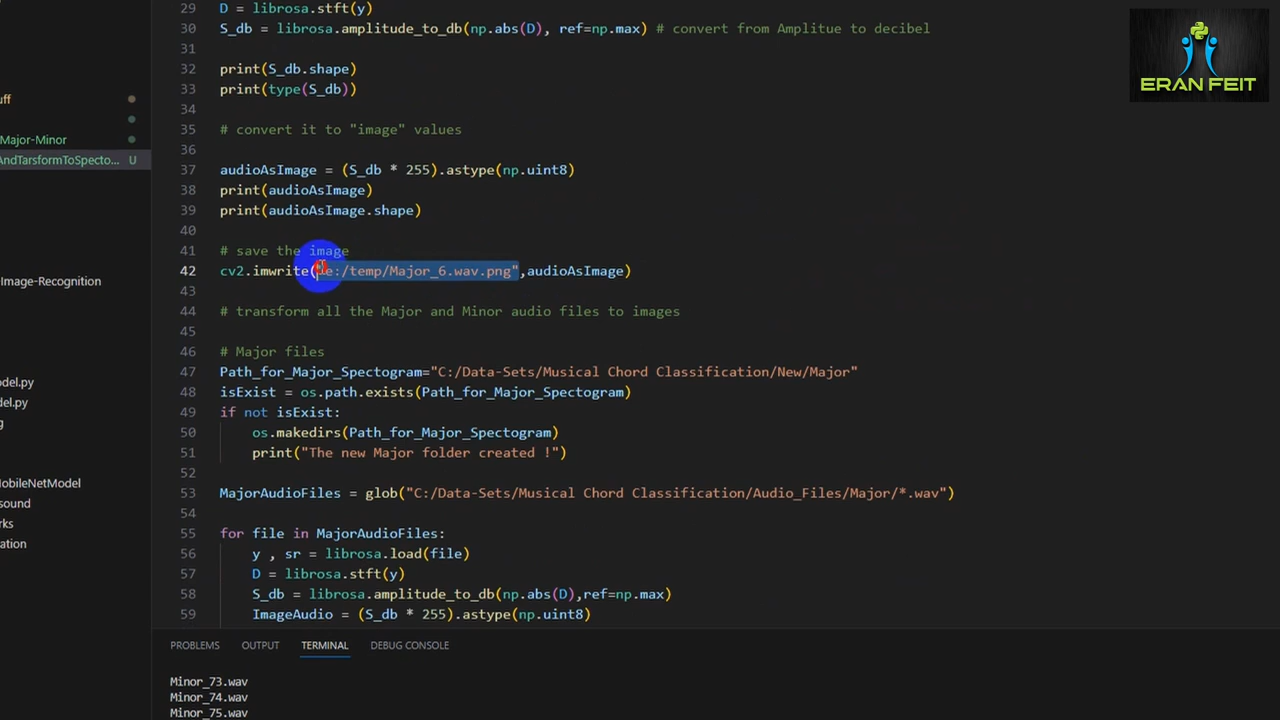 ERAN FEIT
uff
Major-Minor
AndTarsformToSpecto... U
Image-Recognition
odel.py
del.py
g
MobileNetModel
sound
rks
ation
29 D = librosa.stft(y)
30 S_db = librosa.amplitude_to_db(np.abs(D), ref=np.max) # convert from Amplitue to decibel
31
32 print(S_db.shape)
33 print(type(S_db))
34
35 # convert it to "image" values
36
37 audioAsImage = (S_db * 255).astype(np.uint8)
38 print(audioAsImage)
39 print(audioAsImage.shape)
40
41 # save the image
42 cv2.imwrite("e:/temp/Major_6.wav.png",audioAsImage)
43
44 # transform all the Major and Minor audio files to images
45
46 # Major files
47 Path_for_Major_Spectogram="C:/Data-Sets/Musical Chord Classification/New/Major"
48 isExist = os.path.exists(Path_for_Major_Spectogram)
49 if not isExist:
50 os.makedirs(Path_for_Major_Spectogram)
51 print("The new Major folder created !")
52
53 MajorAudioFiles = glob("C:/Data-Sets/Musical Chord Classification/Audio_Files/Major/*.wav")
54
55 for file in MajorAudioFiles:
56 y , sr = librosa.load(file)
57 D = librosa.stft(y)
58 S_db = librosa.amplitude_to_db(np.abs(D),ref=np.max)
59 ImageAudio = (S_db * 255).astype(np.uint8)
PROBLEMS OUTPUT TERMINAL DEBUG CONSOLE
Minor_73.wav
Minor_74.wav
Minor_75.wav